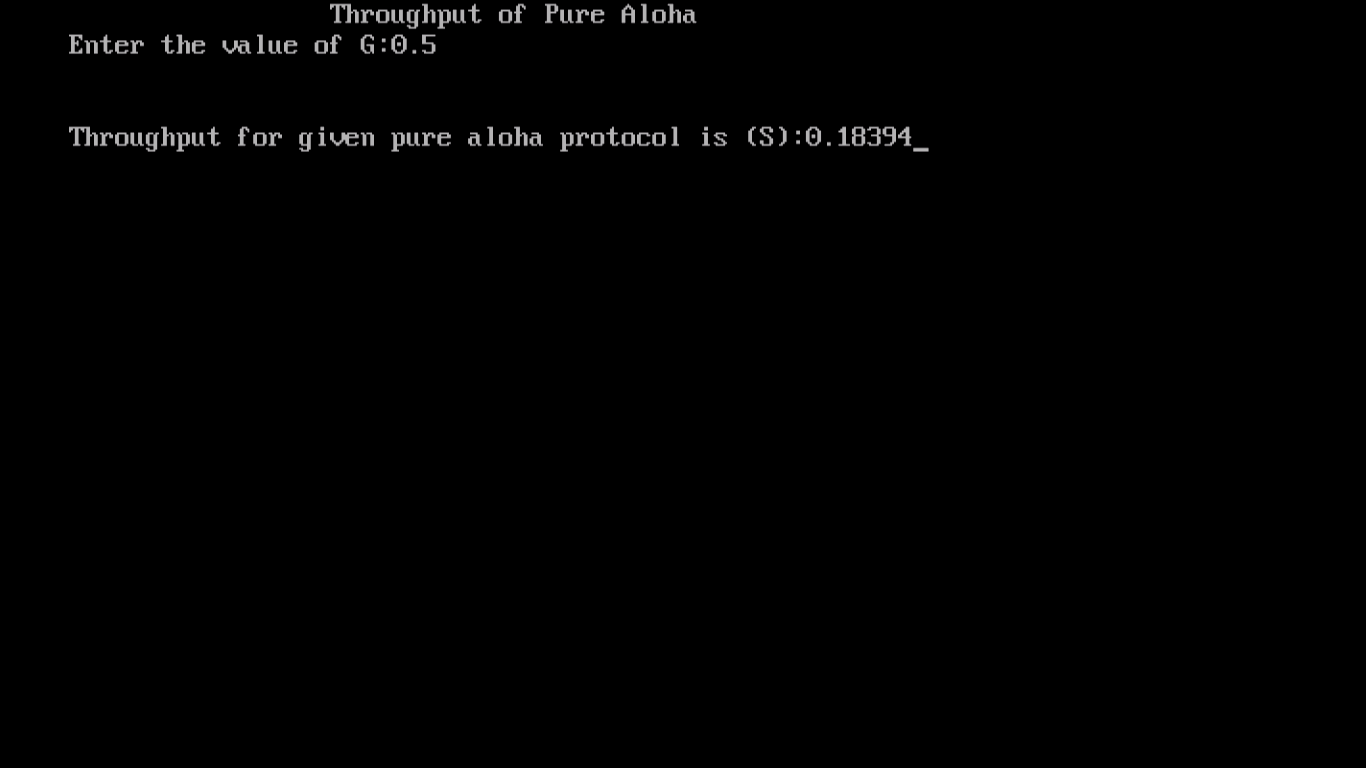 Throughput of Pure Aloha
Enter the value of G:0.5
Throughput for given pure aloha protocol is (S):0.18394_